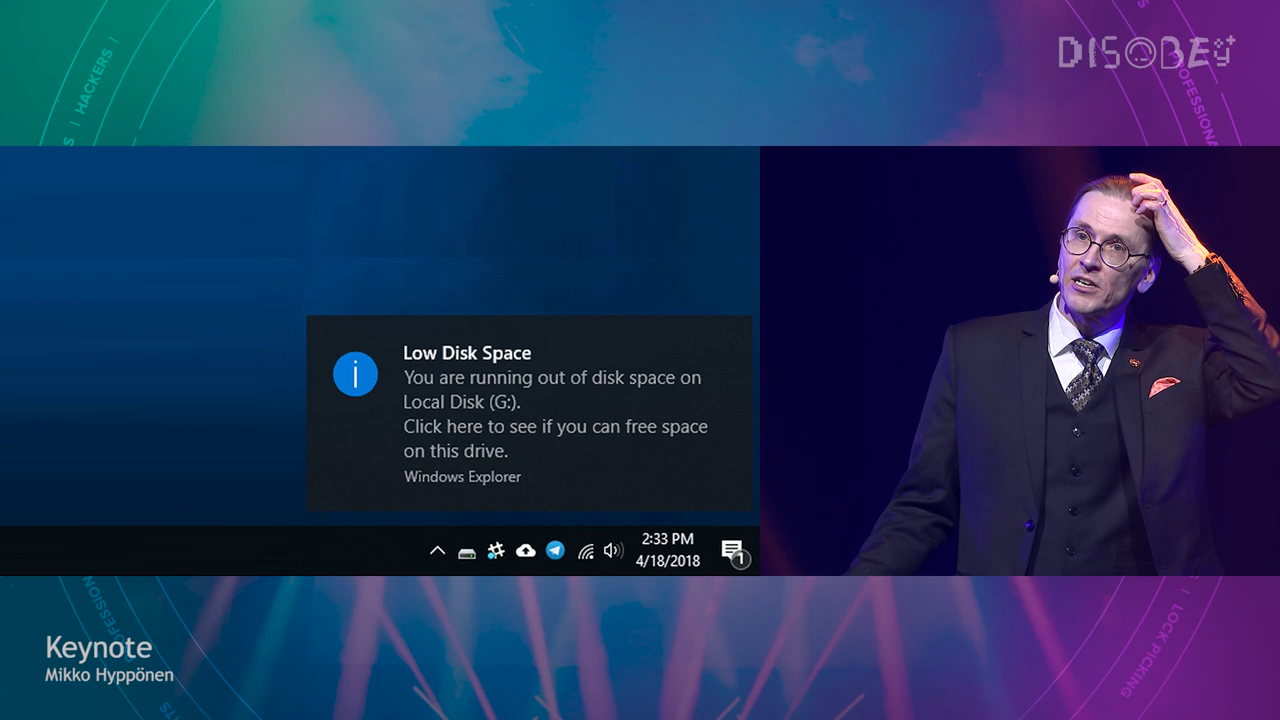 HACKERS
DISOBEY
PROFESSIONA
Low Disk Space
You are running out of disk space on
Local Disk (G:).
Click here to see if you can free space
on this drive.
Windows Explorer
2:33 PM
4/18/2018
1
Keynote
Mikko Hyppönen
LOCK PICKING